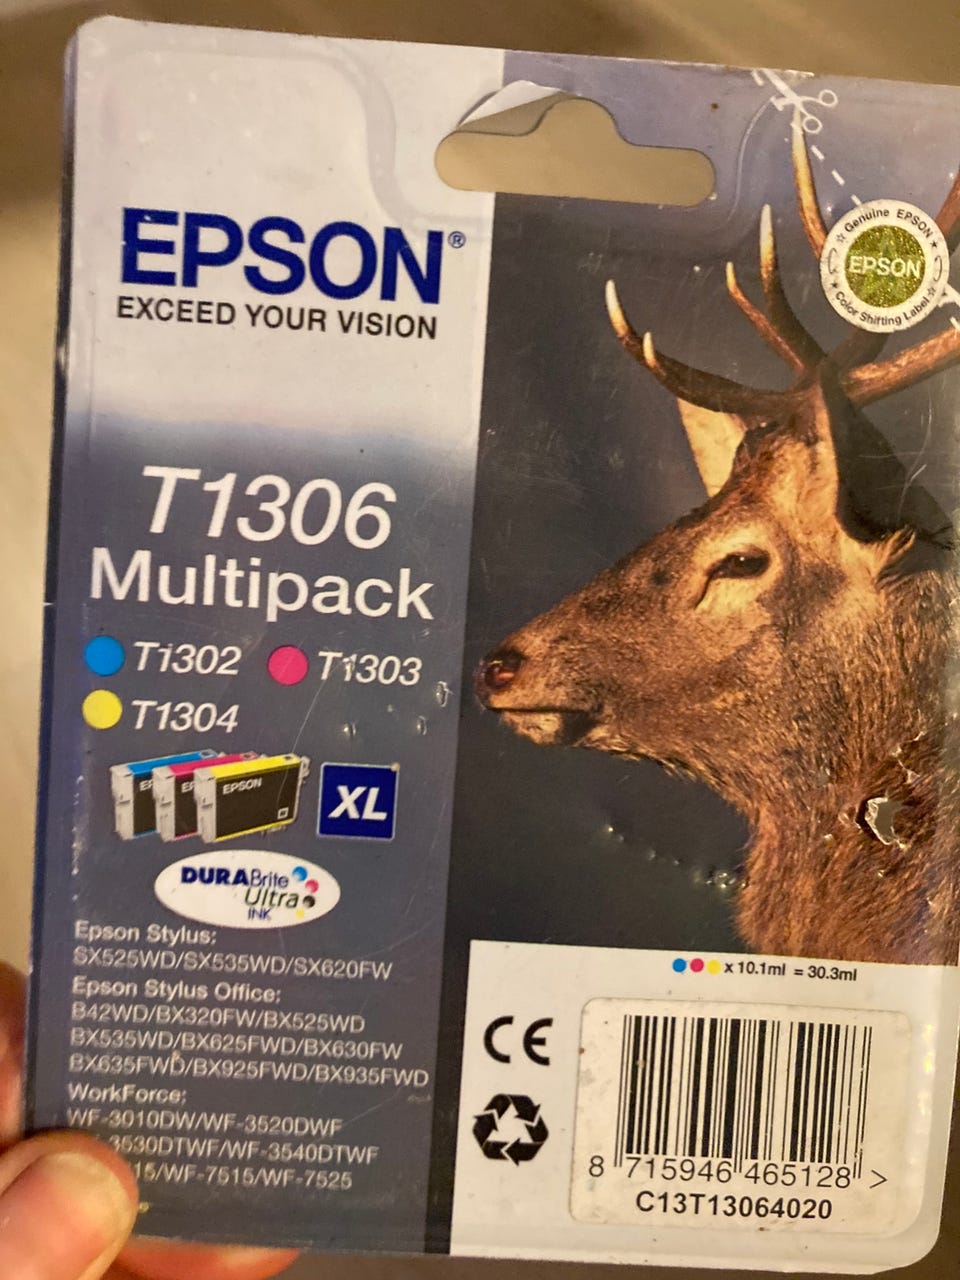 EPSON®
EXCEED YOUR VISION
Genuine EPSON
EPSON
Color Shifting Label
T1306
Multipack
T1302 T1303
T1304
EPSON
XL
DURABrite
Ultra
INK
Epson Stylus:
SX525WD/SX535WD/SX620FW
Epson Stylus Office:
B42WD/BX320FW/BX525WD
BX535WD/BX625FWD/BX630FW
BX635FWD/BX925FWD/BX935FWD
WorkForce:
WF-3010DW/WF-3520DWF
3530DTWF/WF-3540DTWF
15/WF-7515/WF-7525
x 10.1ml = 30.3ml
CE
8 715946 465128 >
C13T13064020